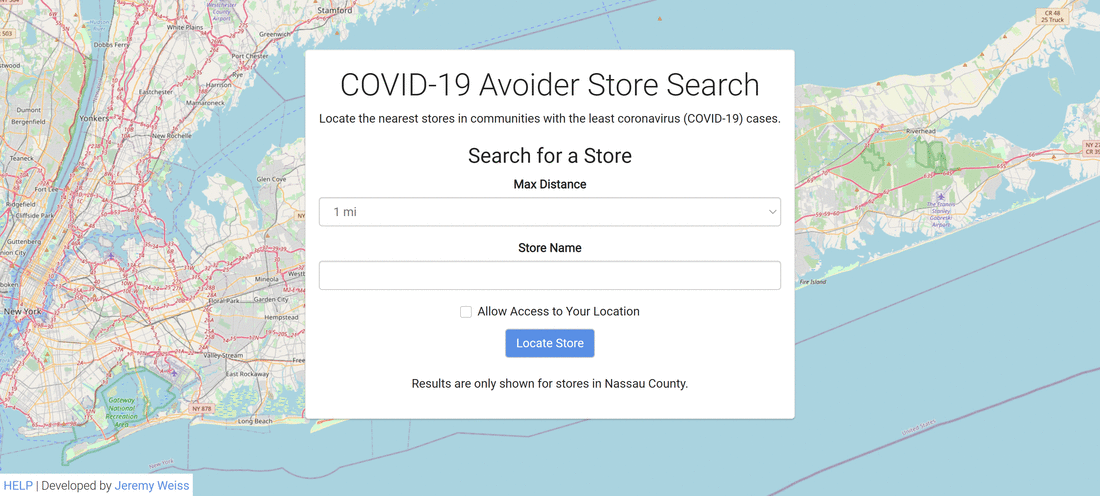 COVID-19 Avoider Store Search
Locate the nearest stores in communities with the least coronavirus (COVID-19) cases.
Search for a Store
Max Distance
1 mi
Store Name
Allow Access to Your Location
Locate Store
Results are only shown for stores in Nassau County.
HELP | Developed by Jeremy Weiss
Stamford
White Plains
Greenwich
Dobbs Ferry
Port Chester
Rye
Harrison
Eastchester
Mamaroneck
Dumont
Bergenfield
Yonkers
New Rochelle
Teaneck
Glen Cove
Fort Lee
Ridgefield
Cliffside Park
Guttenberg
Mineola
Floral Park
Garden City
New York
Hempstead
Valley Stream
East Rockaway
Gateway
National
Recreation
Area
NY 878
Long Beach
New York
CR 48
25 Truck
Riverhead
The Francis
Stanley
Gabreski
Airport
Fire Island
United States